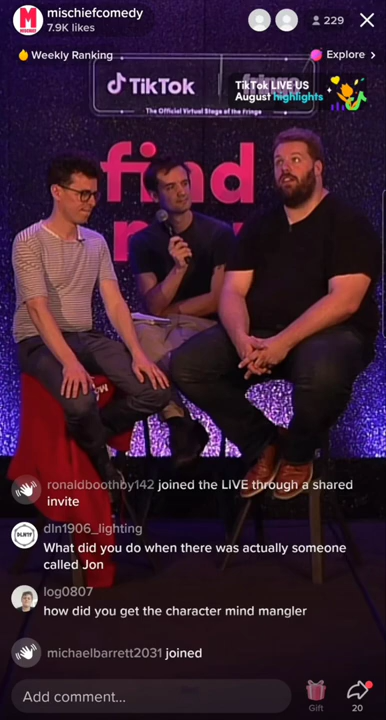 mischiefcomedy
7.9K likes
229
Weekly Ranking
Explore >
TikTok
TikTok LIVE US
August highlights
The Official Virtual Stage of the Fringe
find
ronaldboothby142 joined the LIVE through a shared
invite
dln1906_lighting
What did you do when there was actually someone
called Jon
log0807
how did you get the character mind mangler
michaelbarrett2031 joined
Add comment...
Gift
20